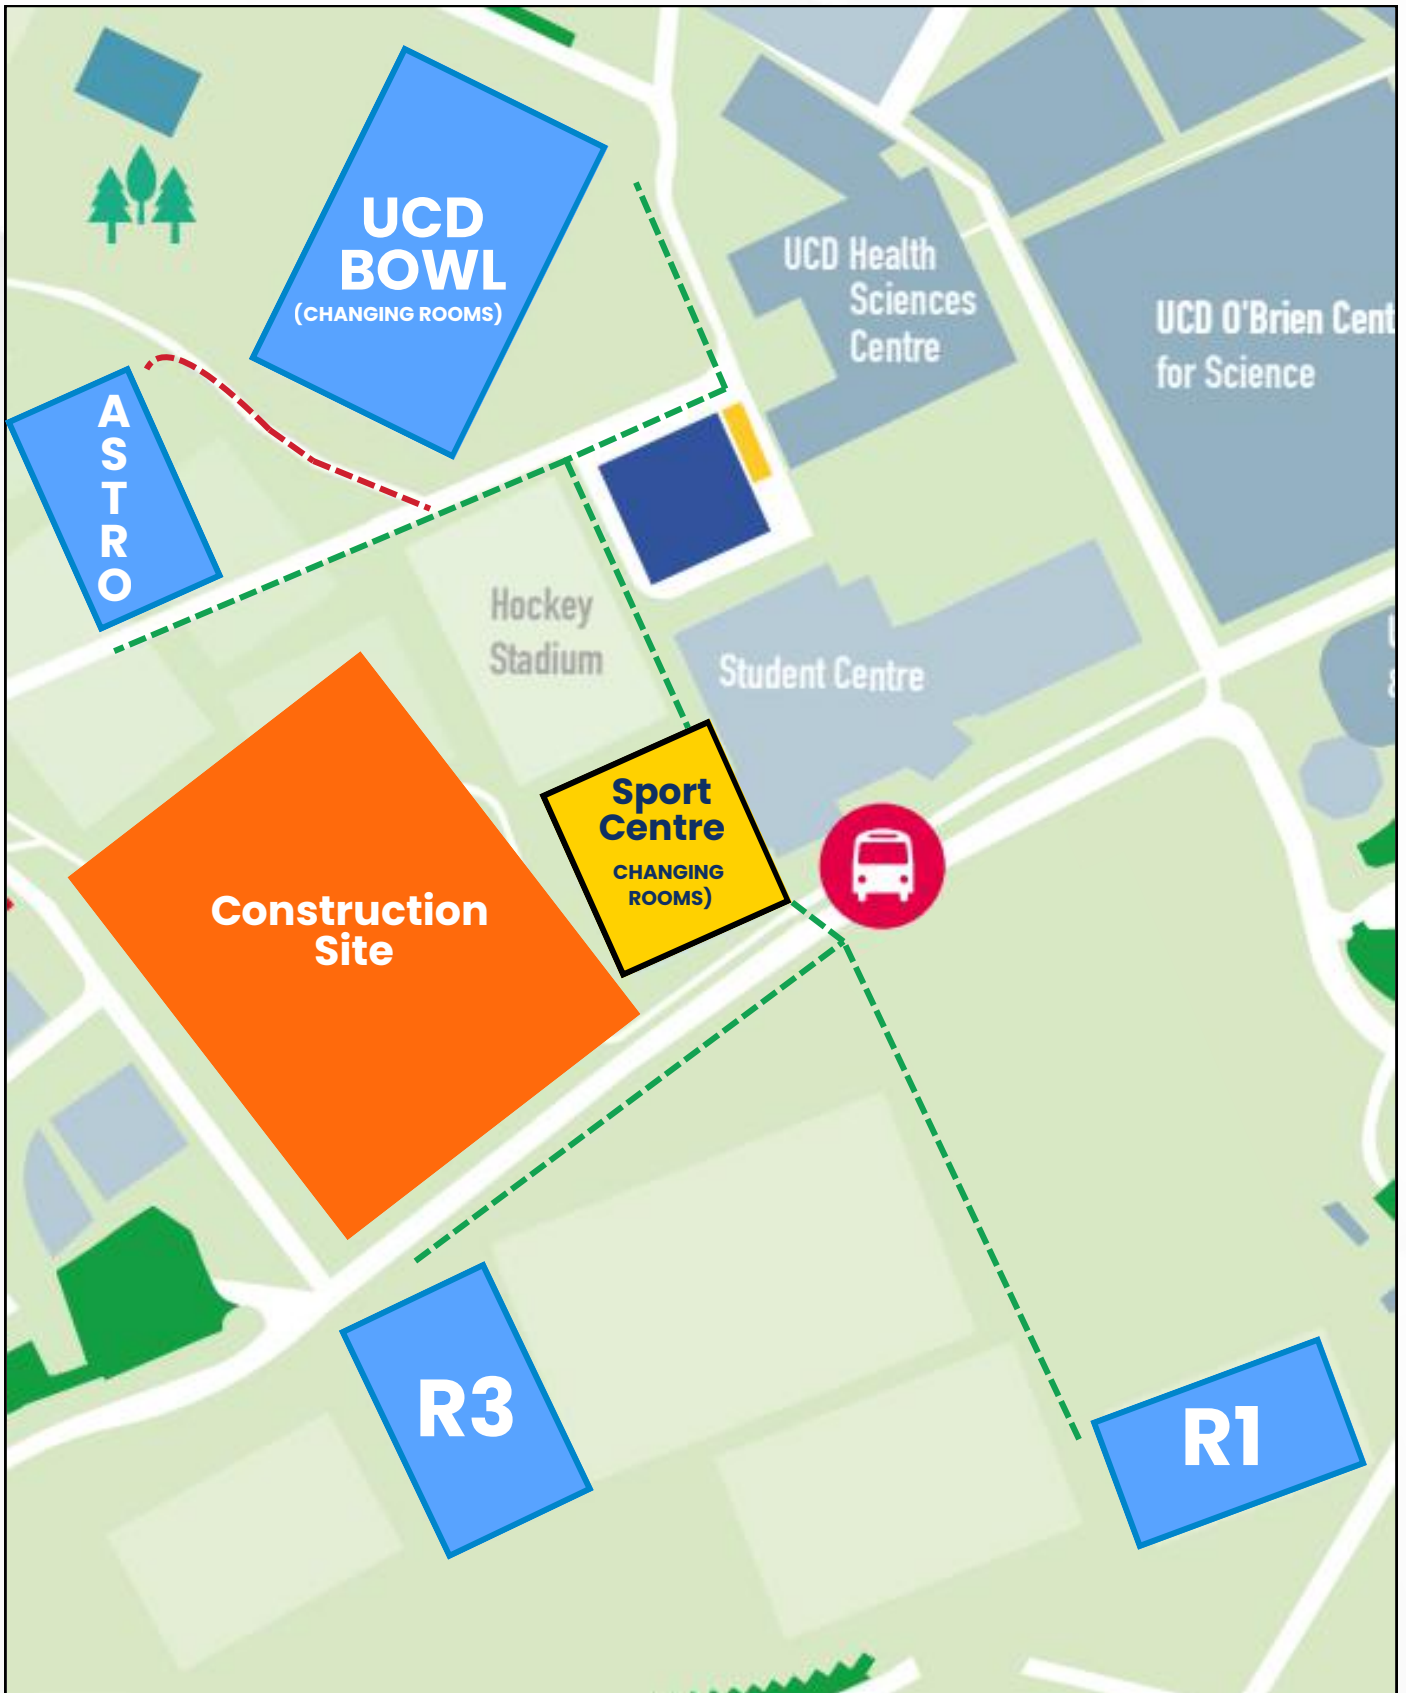 UCD
BOWL
(CHANGING ROOMS)
UCD Health
Sciences
Centre
UCD O'Brien Cent
for Science
A
S
T
R
O
Hockey
Stadium
Student Centre
Sport
Centre
CHANGING
ROOMS)
Construction
Site
R3
R1